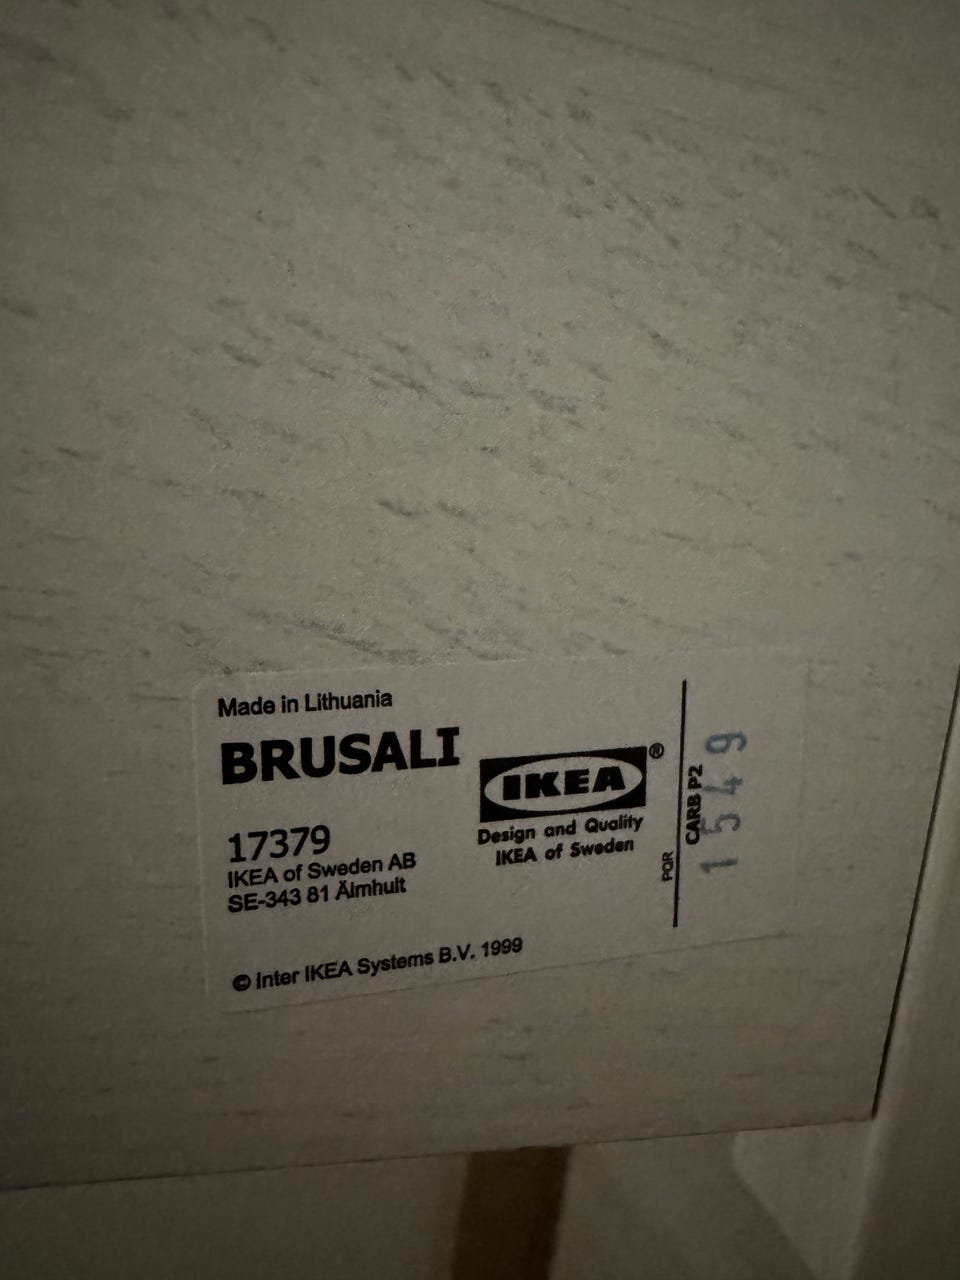 Made in Lithuania
BRUSALI
17379
IKEA of Sweden AB
SE-343 81 Älmhult
© Inter IKEA Systems B.V. 1999
IKEA®
Design and Quality
IKEA of Sweden
PQR
CARB P2
1549